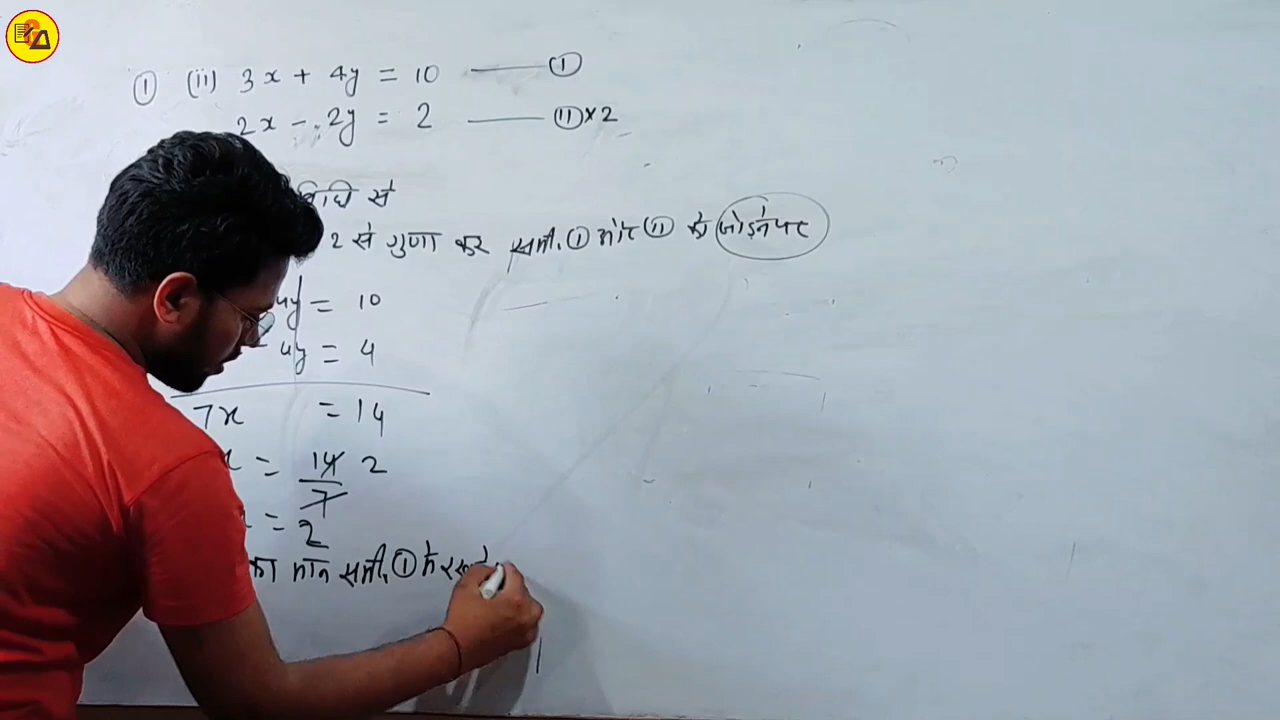 ① (ii) 3x + 4y = 10 ——— ①
2x - 2y = 2 ——— ⑪×2
विधि से
2 से गुणा कर समी. ① और ⑪ को जोड़ने पर
4y = 10
4y = 4
7x = 14
x = 14/7 2
= 2
का मान समी. ① में रखने